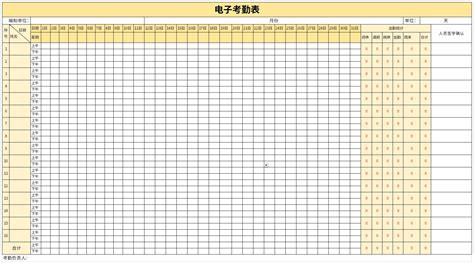 电子考勤表
编制单位： 月份 单位： 天
序号 姓名 日期 日期 1日 2日 3日 4日 5日 6日 7日 8日 9日 10日 11日 12日 13日 14日 15日 16日 17日 18日 19日 20日 21日 22日 23日 24日 25日 26日 27日 28日 29日 30日 31日 出勤统计 人员签字确认
星期 合计
1 上午 0 0 0 0 0 0
下午
2 上午 0 0 0 0 0 0
下午
3 上午 0 0 0 0 0 0
下午
4 上午 0 0 0 0 0 0
下午
5 上午 0 0 0 0 0 0
下午
6 上午 0 0 0 0 0 0
下午
7 上午 0 0 0 0 0 0
下午
8 上午 0 0 0 0 0 0
下午
9 上午 0 0 0 0 0 0
下午
10 上午 0 0 0 0 0 0
下午
11 上午 0 0 0 0 0 0
下午
12 上午 0 0 0 0 0 0
下午
13 上午 0 0 0 0 0 0
下午
14 上午 0 0 0 0 0 0
下午
15 上午 0 0 0 0 0 0
下午
16 上午 0 0 0 0 0 0
下午
合计 上午 0 0 0 0 0 0
下午
考勤负责人：